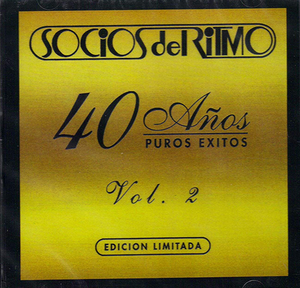 SOCIOS del RITMO
40 Años
PUROS EXITOS
Vol. 2
EDICION LIMITADA